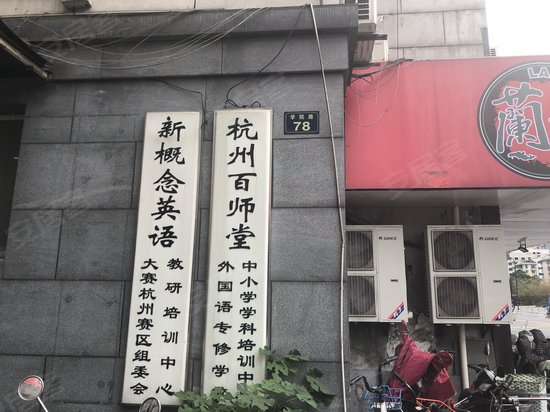 新概念英语
教研培训中心
大赛杭州赛区组委会
杭州百师堂
中小学学科培训中
外国语专修学
学院路
78
LA
蘭
GREE
GREE